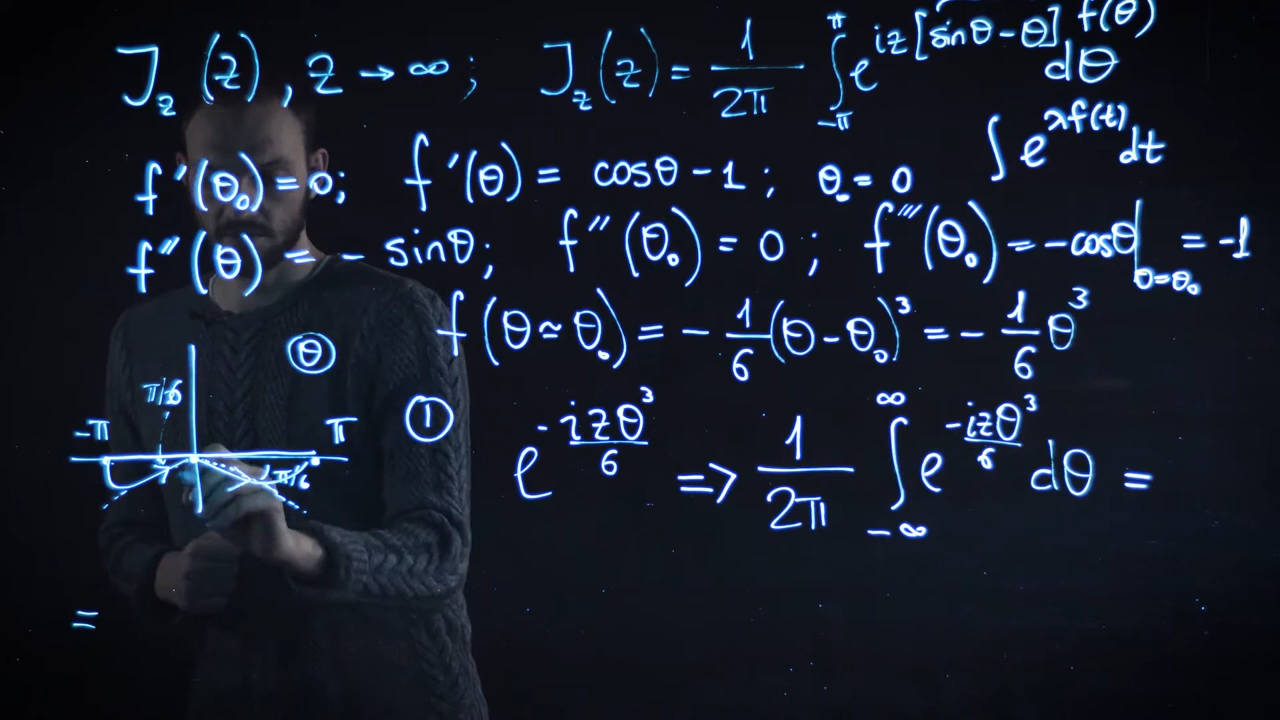 J_z (z), z → ∞ ; J_z(z) = 1/2π ∫_{-π}^{π} e^{iz[sinθ - θ]} dθ f(θ)
∫ e^{λf(t)} dt
f'(θ₀) = 0; f'(θ) = cosθ - 1 ; θ₀ = 0
f''(θ) = - sinθ; f''(θ₀) = 0 ; f'''(θ₀) = -cosθ|_{θ=θ₀} = -1
f(θ ≃ θ₀) = - 1/6 (θ - θ₀)³ = - 1/6 θ³
θ
π/6
-π π
π/6
1 e^{-izθ³/6} => 1/2π ∫_{-∞}^{∞} e^{-izθ³/6} dθ =
=